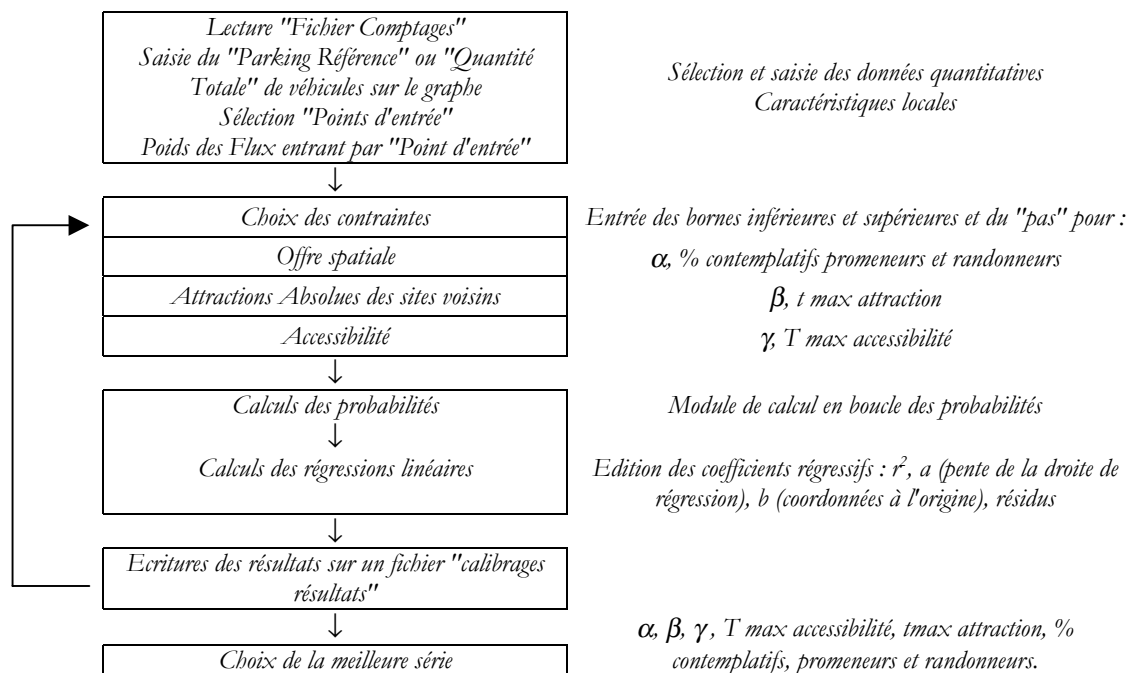 Lecture "Fichier Comptages"
Saisie du "Parking Référence" ou "Quantité
Totale" de véhicules sur le graphe
Sélection "Points d'entrée"
Poids des Flux entrant par "Point d'entrée"
Sélection et saisie des données quantitatives
Caractéristiques locales
↓
Choix des contraintes
Entrée des bornes inférieures et supérieures et du "pas" pour :
Offre spatiale
α, % contemplatifs promeneurs et randonneurs
Attractions Absolues des sites voisins
β, t max attraction
Accessibilité
γ, T max accessibilité
↓
Calculs des probabilités
Module de calcul en boucle des probabilités
↓
Calculs des régressions linéaires
Edition des coefficients régressifs : r², a (pente de la droite de
régression), b (coordonnées à l'origine), résidus
↓
Ecritures des résultats sur un fichier "calibrages
résultats"
↓
Choix de la meilleure série
α, β, γ, T max accessibilité, tmax attraction, %
contemplatifs, promeneurs et randonneurs.